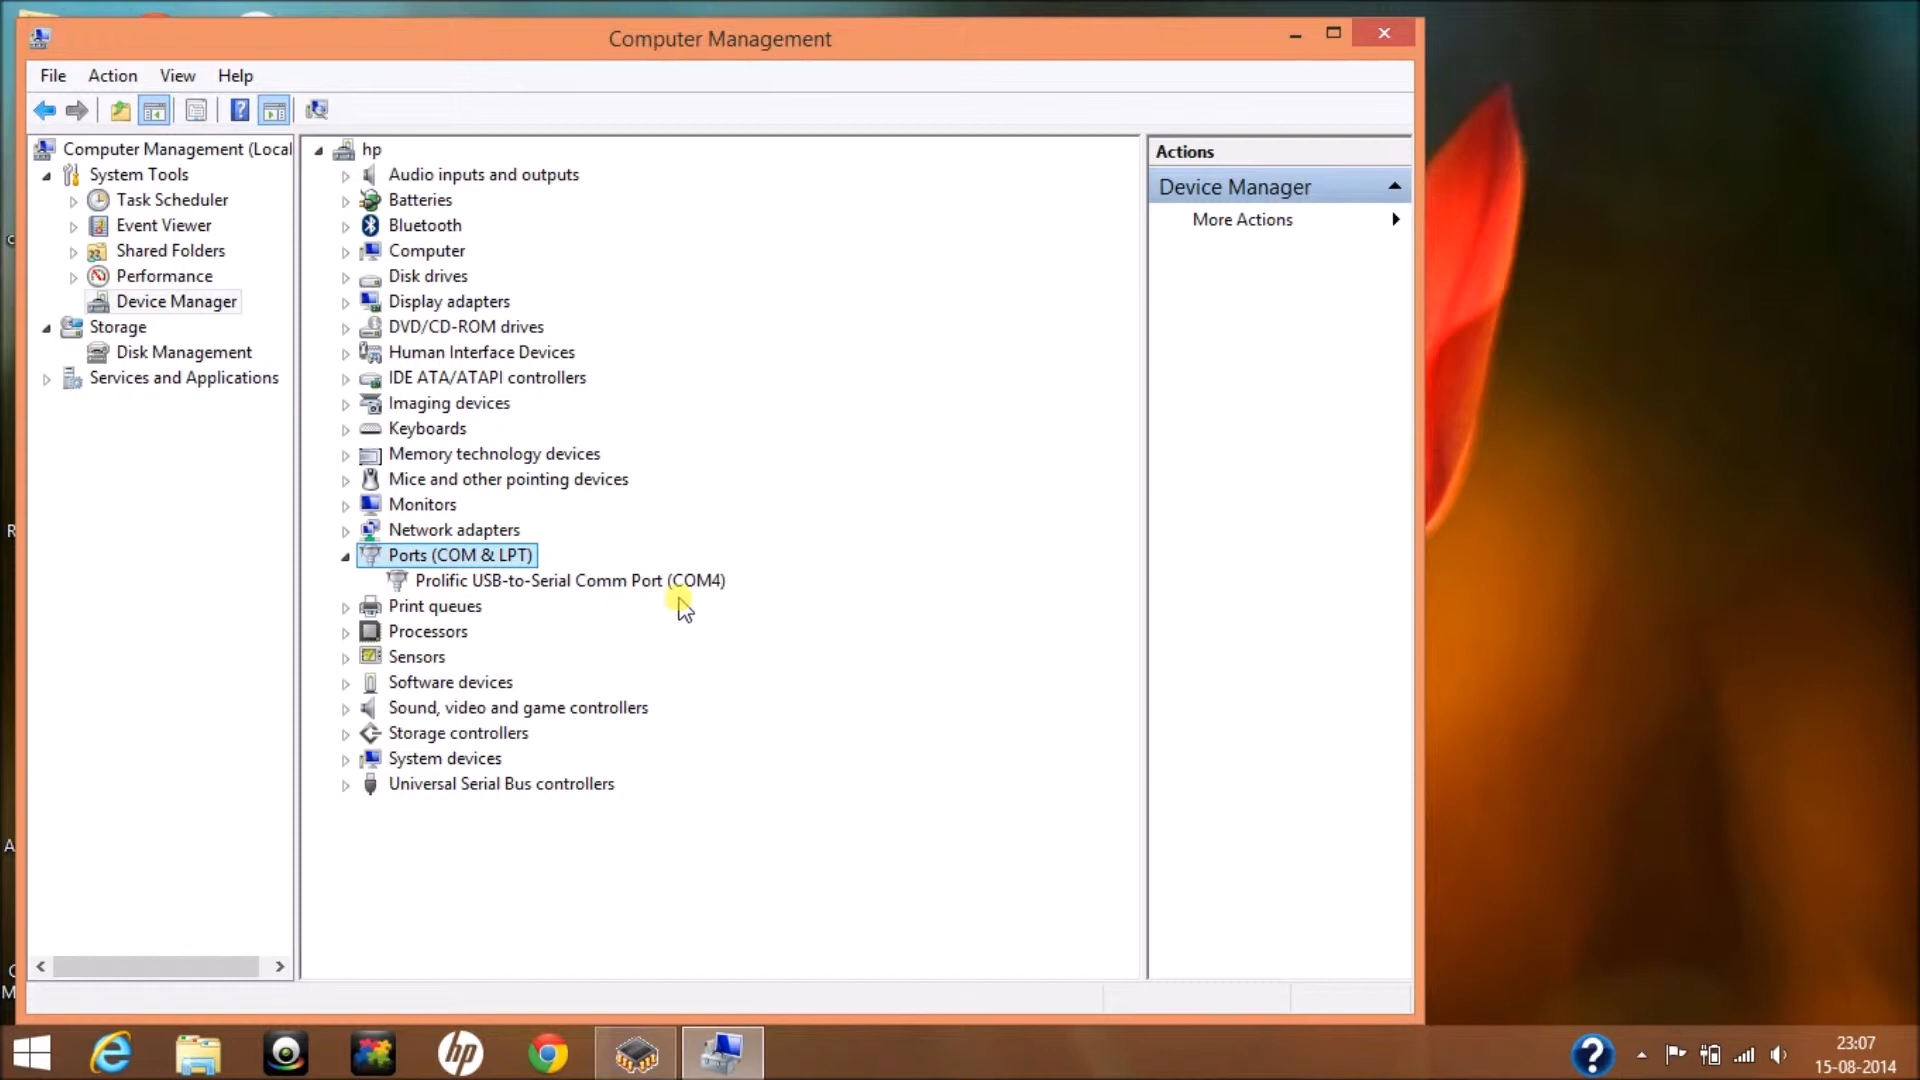 Computer Management
File Action View Help
Computer Management (Local
System Tools
Task Scheduler
Event Viewer
Shared Folders
Performance
Device Manager
Storage
Disk Management
Services and Applications
hp
Audio inputs and outputs
Batteries
Bluetooth
Computer
Disk drives
Display adapters
DVD/CD-ROM drives
Human Interface Devices
IDE ATA/ATAPI controllers
Imaging devices
Keyboards
Memory technology devices
Mice and other pointing devices
Monitors
Network adapters
Ports (COM & LPT)
Prolific USB-to-Serial Comm Port (COM4)
Print queues
Processors
Sensors
Software devices
Sound, video and game controllers
Storage controllers
System devices
Universal Serial Bus controllers
Actions
Device Manager
More Actions
R
A
M
hp
23:07
15-08-2014